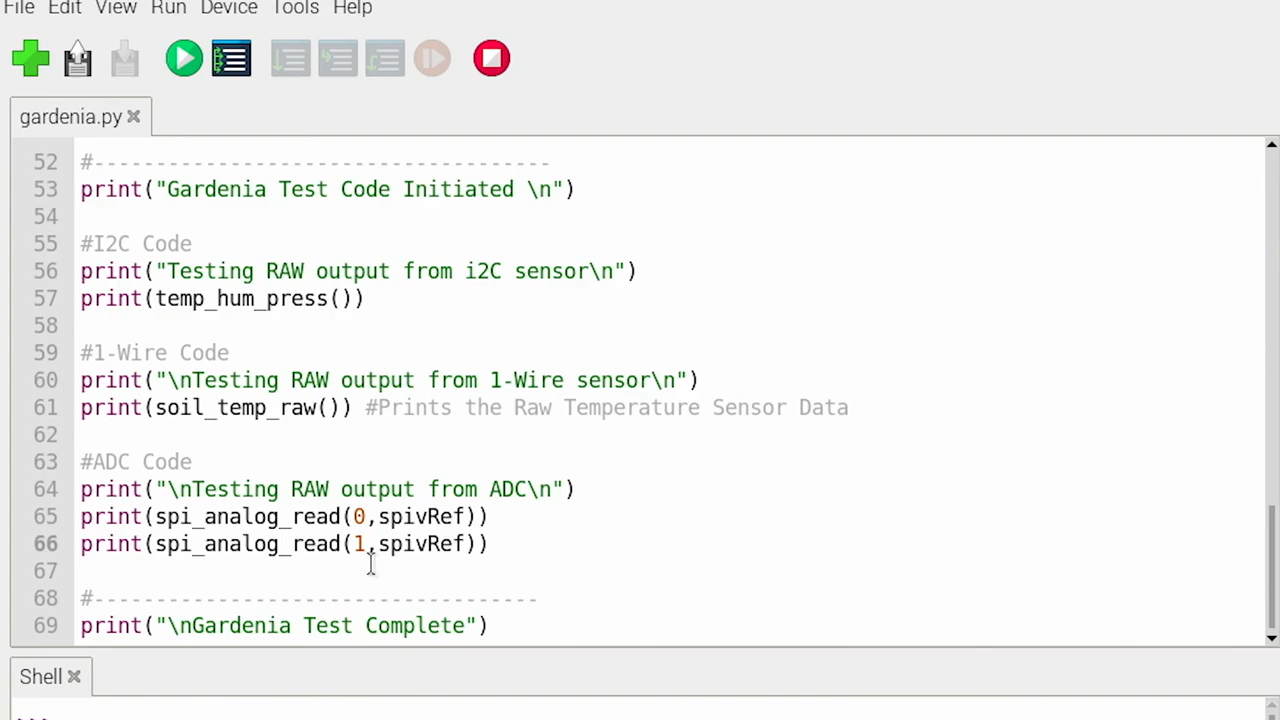 File Edit View Run Device Tools Help
gardenia.py
52 #-------------------------------------
53 print("Gardenia Test Code Initiated \n")
54
55 #I2C Code
56 print("Testing RAW output from i2C sensor\n")
57 print(temp_hum_press())
58
59 #1-Wire Code
60 print("\nTesting RAW output from 1-Wire sensor\n")
61 print(soil_temp_raw()) #Prints the Raw Temperature Sensor Data
62
63 #ADC Code
64 print("\nTesting RAW output from ADC\n")
65 print(spi_analog_read(0,spivRef))
66 print(spi_analog_read(1,spivRef))
67
68 #------------------------------------
69 print("\nGardenia Test Complete")
Shell